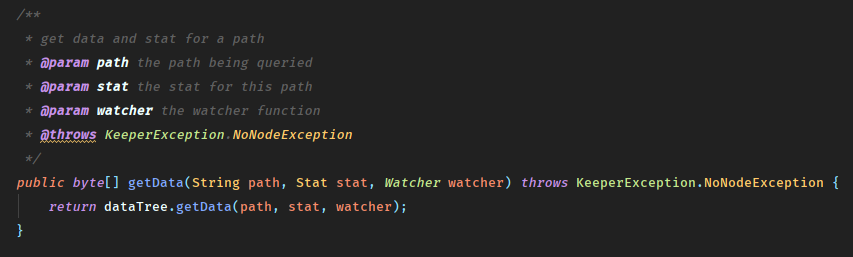 /**
 * get data and stat for a path
 * @param path the path being queried
 * @param stat the stat for this path
 * @param watcher the watcher function
 * @throws KeeperException.NoNodeException
 */
public byte[] getData(String path, Stat stat, Watcher watcher) throws KeeperException.NoNodeException {
    return dataTree.getData(path, stat, watcher);
}